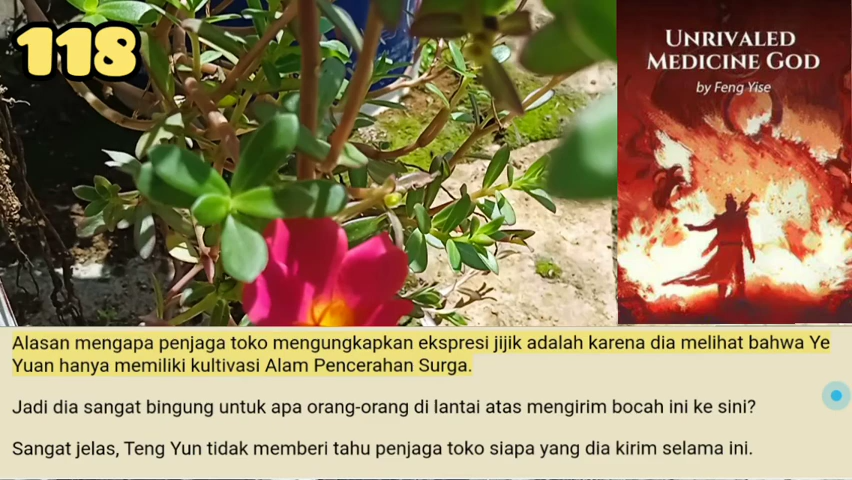 118
UNRIVALED
MEDICINE GOD
by Feng Yise
Alasan mengapa penjaga toko mengungkapkan ekspresi jijik adalah karena dia melihat bahwa Ye
Yuan hanya memiliki kultivasi Alam Pencerahan Surga.
Jadi dia sangat bingung untuk apa orang-orang di lantai atas mengirim bocah ini ke sini?
Sangat jelas, Teng Yun tidak memberi tahu penjaga toko siapa yang dia kirim selama ini.